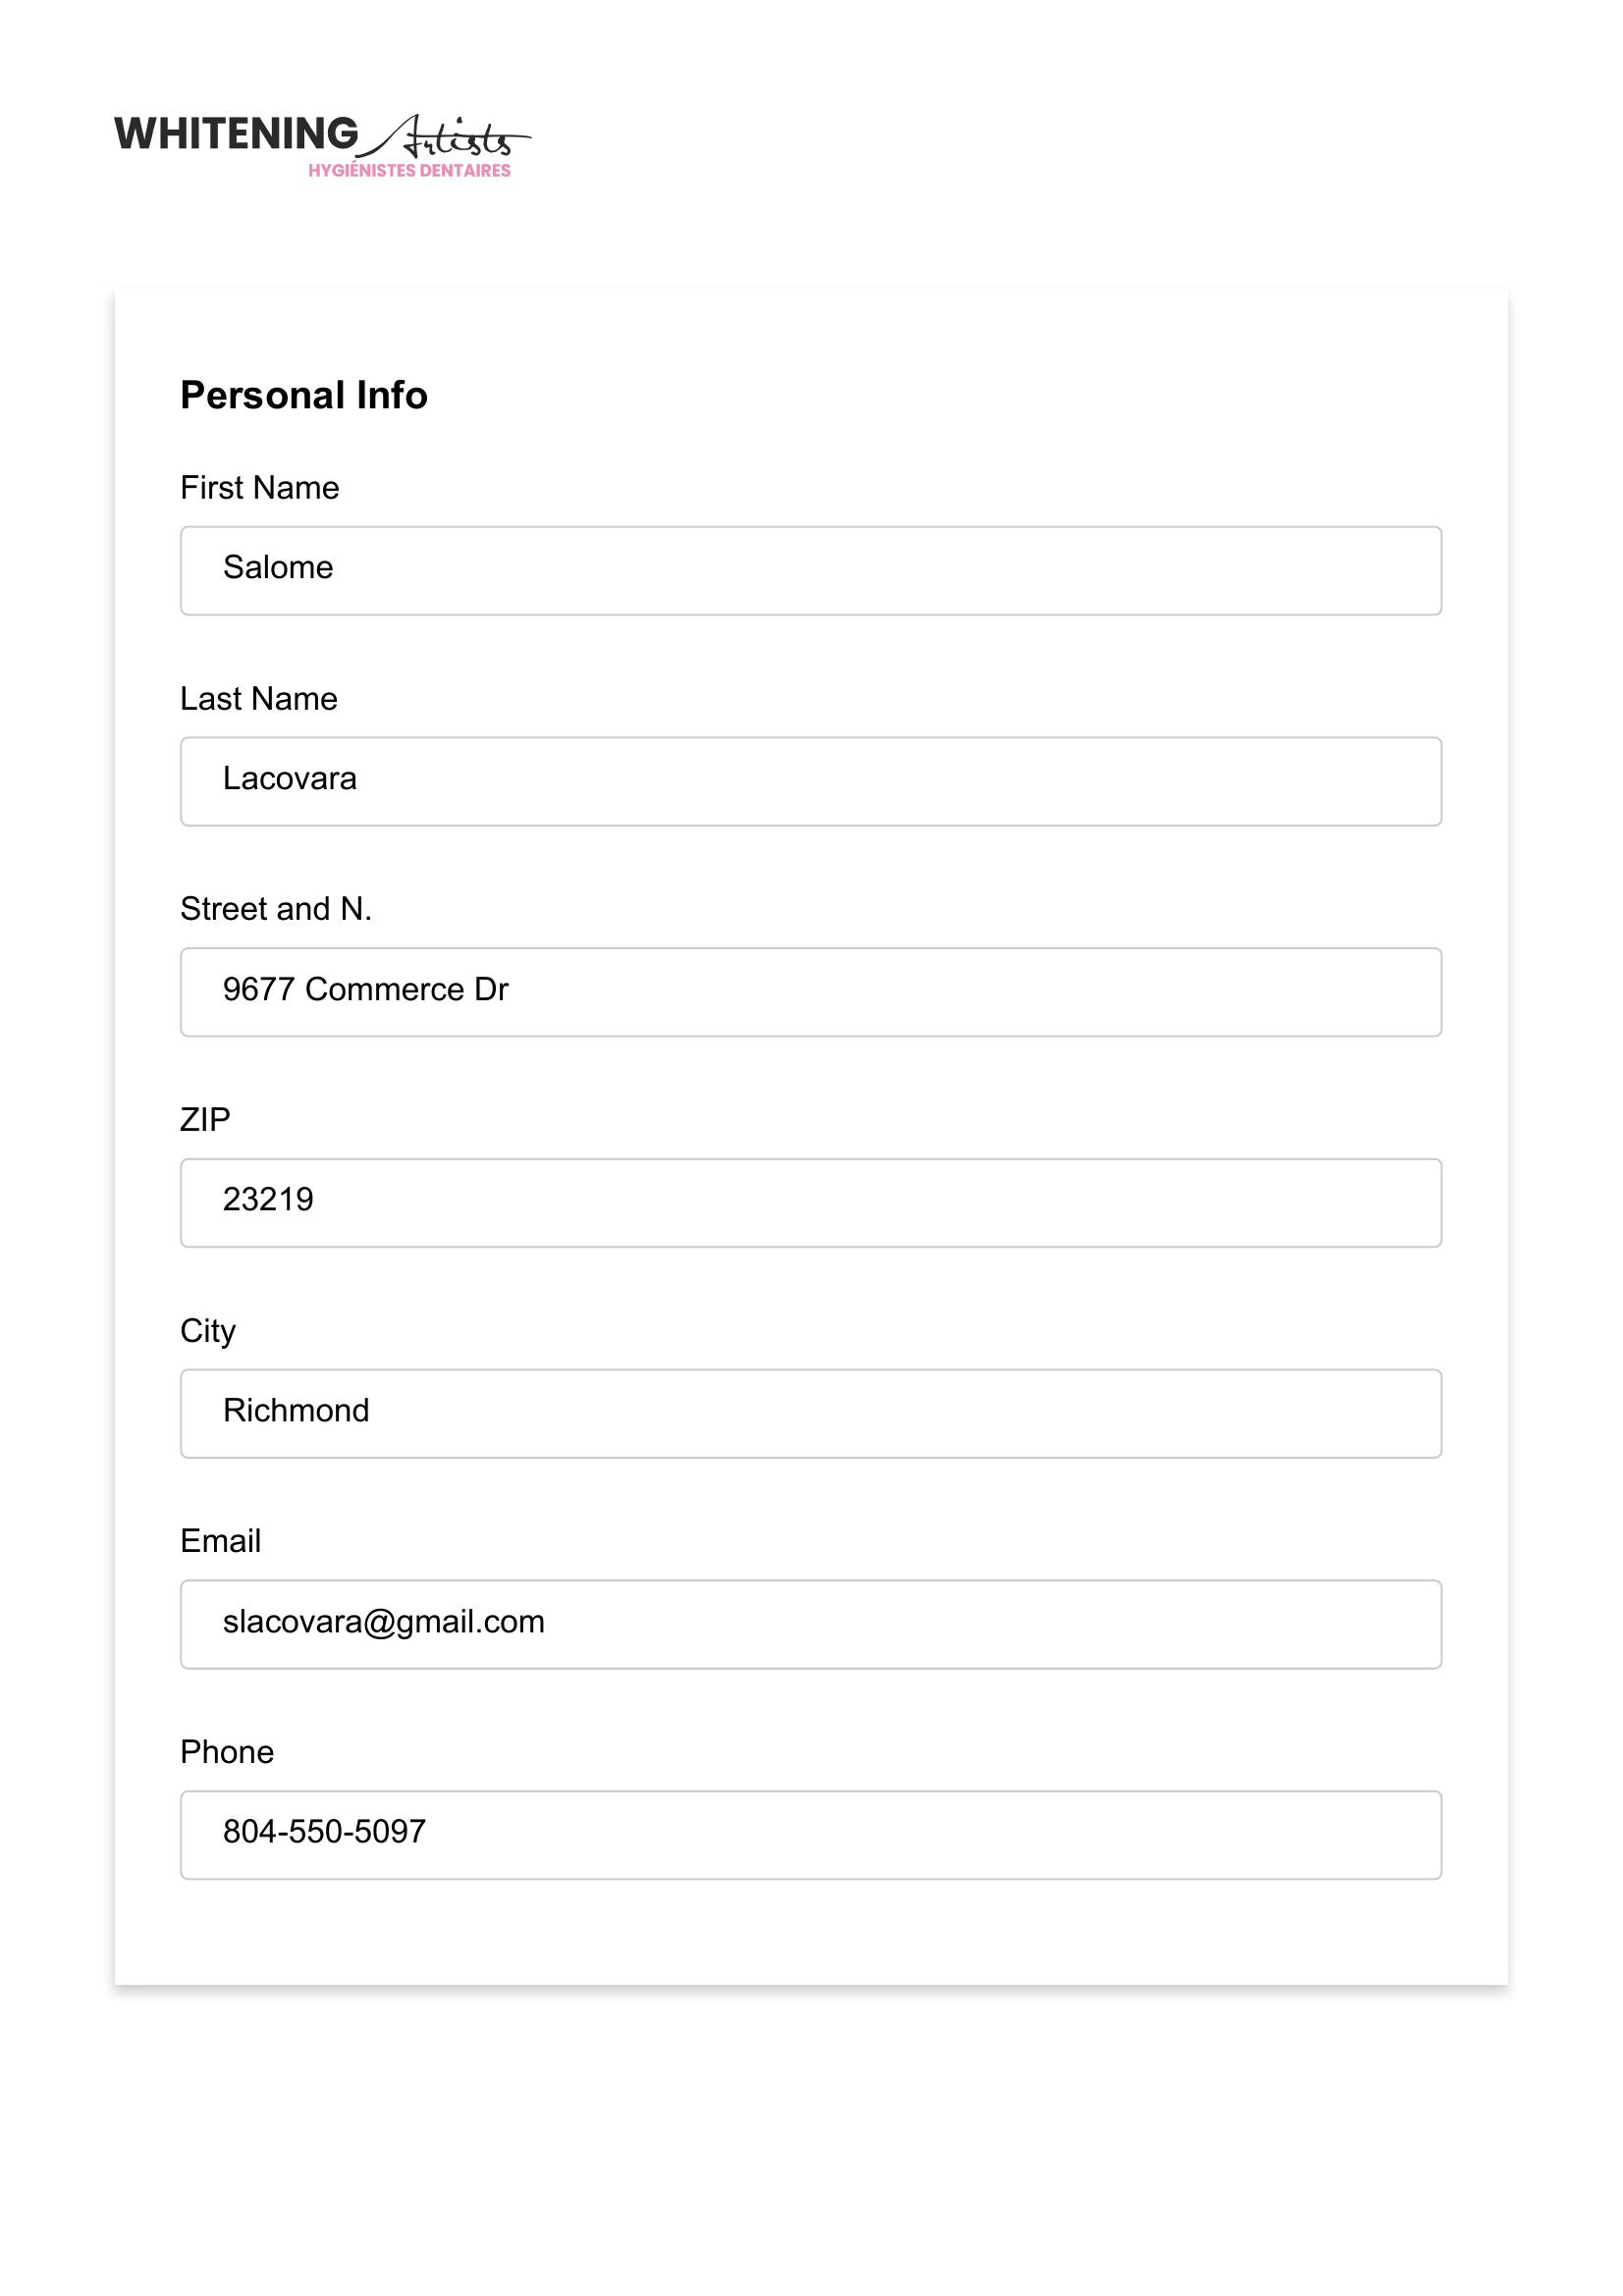 WHITENING Artists
HYGIÉNISTES DENTAIRES
Personal Info
First Name
Salome
Last Name
Lacovara
Street and N.
9677 Commerce Dr
ZIP
23219
City
Richmond
Email
slacovara@gmail.com
Phone
804-550-5097